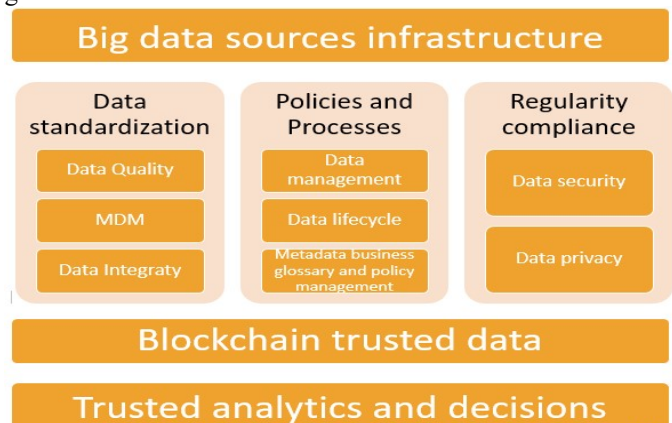 Big data sources infrastructure
Data
standardization
Data Quality
MDM
Data Integraty
Policies and
Processes
Data
management
Data lifecycle
Metadata business
glossary and policy
management
Regularity
compliance
Data security
Data privacy
Blockchain trusted data
Trusted analytics and decisions